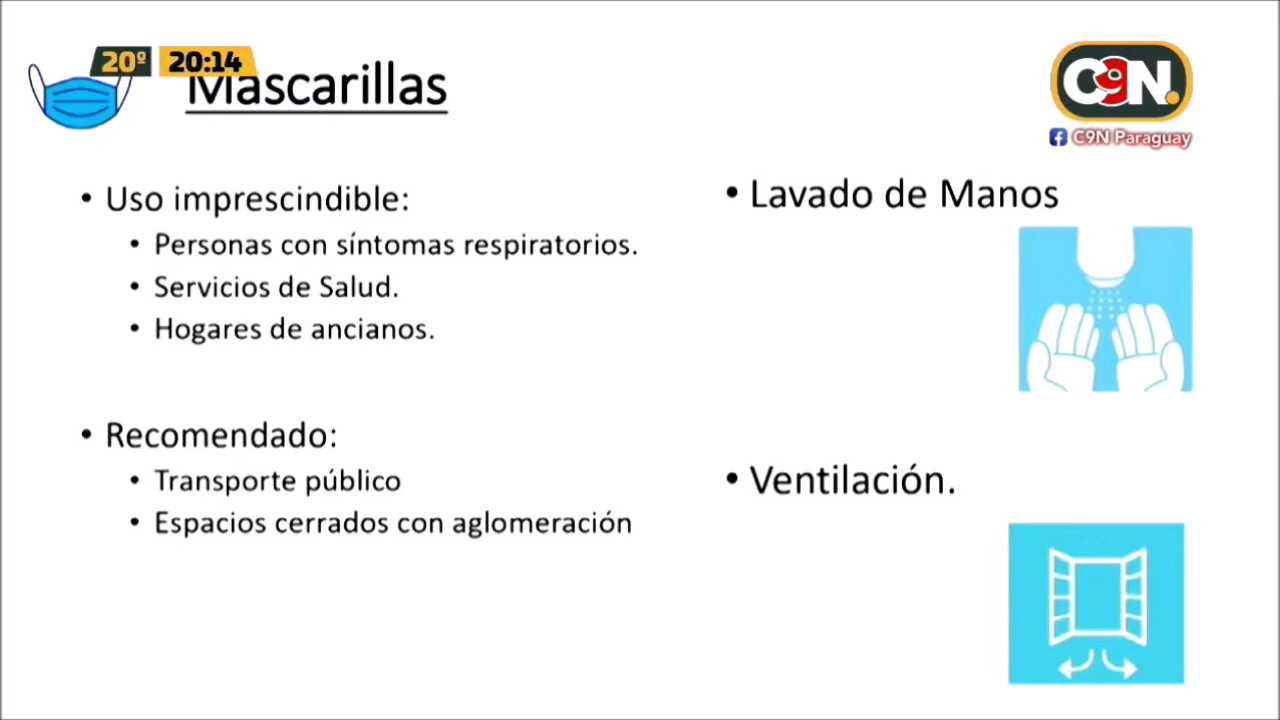 20º 20:14
Mascarillas
C9N.
C9N Paraguay
• Uso imprescindible:
• Personas con síntomas respiratorios.
• Servicios de Salud.
• Hogares de ancianos.
• Recomendado:
• Transporte público
• Espacios cerrados con aglomeración
• Lavado de Manos
• Ventilación.